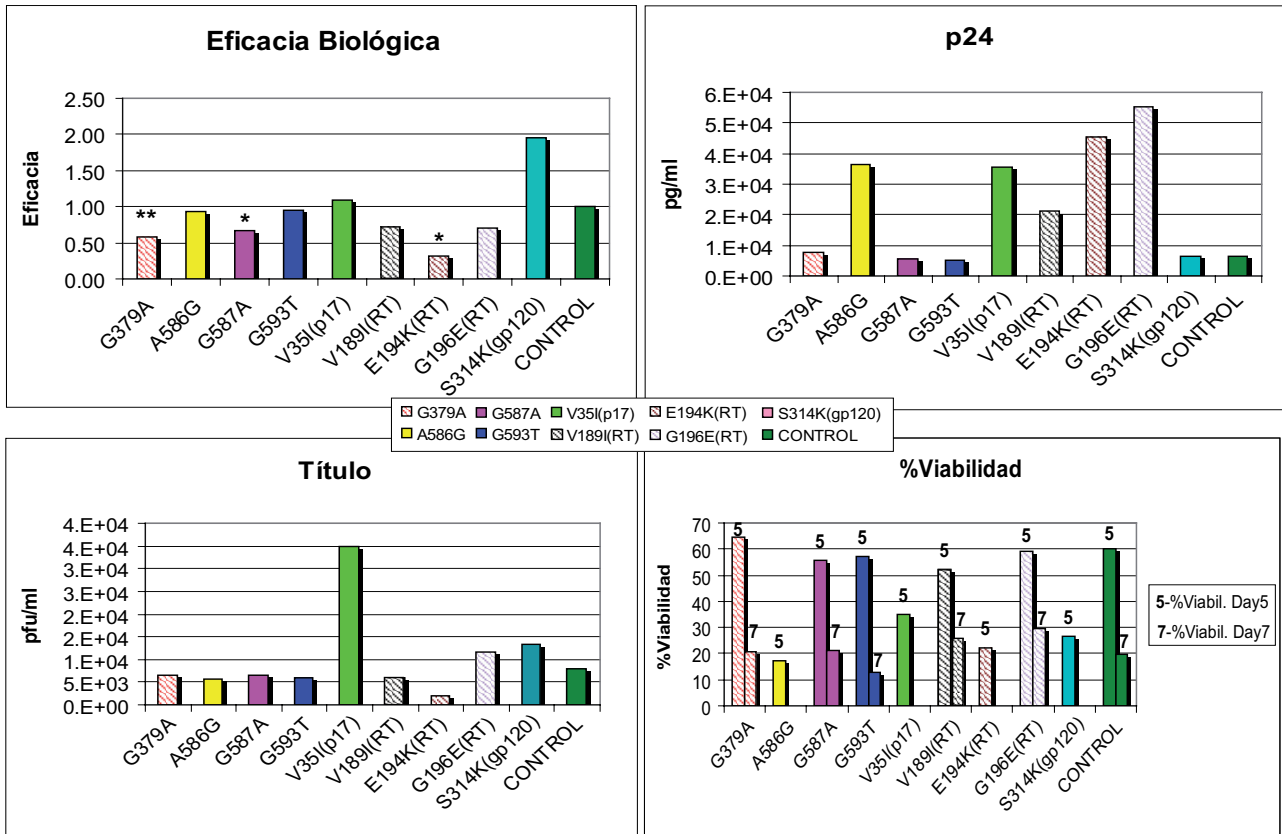 Eficacia Biológica
2.50
2.00
1.50
1.00
0.50
0.00
Eficacia
**
*
*
G379A
A586G
G587A
G593T
V35I(p17)
V189I(RT)
E194K(RT)
G196E(RT)
S314K(gp120)
CONTROL
p24
6.E+04
5.E+04
4.E+04
3.E+04
2.E+04
1.E+04
0.E+00
pg/ml
G379A
A586G
G587A
G593T
V35I(p17)
V189I(RT)
E194K(RT)
G196E(RT)
S314K(gp120)
CONTROL
G379A G587A V35I(p17) E194K(RT) S314K(gp120)
A586G G593T V189I(RT) G196E(RT) CONTROL
Título
4.E+04
4.E+04
3.E+04
3.E+04
2.E+04
2.E+04
1.E+04
5.E+03
0.E+00
pfu/ml
G379A
A586G
G587A
G593T
V35I(p17)
V189I(RT)
E194K(RT)
G196E(RT)
S314K(gp120)
CONTROL
%Viabilidad
70
60
50
40
30
20
10
0
%Viabilidad
5
7
5
5
7
5
7
5
5
7
5
5
7
5
5
7
G379A
A586G
G587A
G593T
V35I(p17)
V189I(RT)
E194K(RT)
G196E(RT)
S314K(gp120)
CONTROL
5-%Viabil. Day5
7-%Viabil. Day7